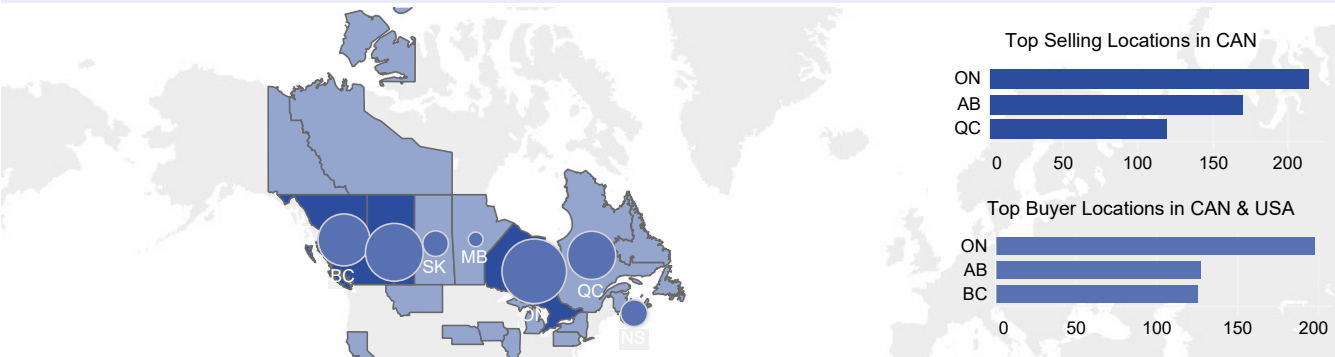 Top Selling Locations in CAN
ON
AB
QC
0 50 100 150 200
Top Buyer Locations in CAN & USA
ON
AB
BC
0 50 100 150 200
BC
SK
MB
ON
QC
NS